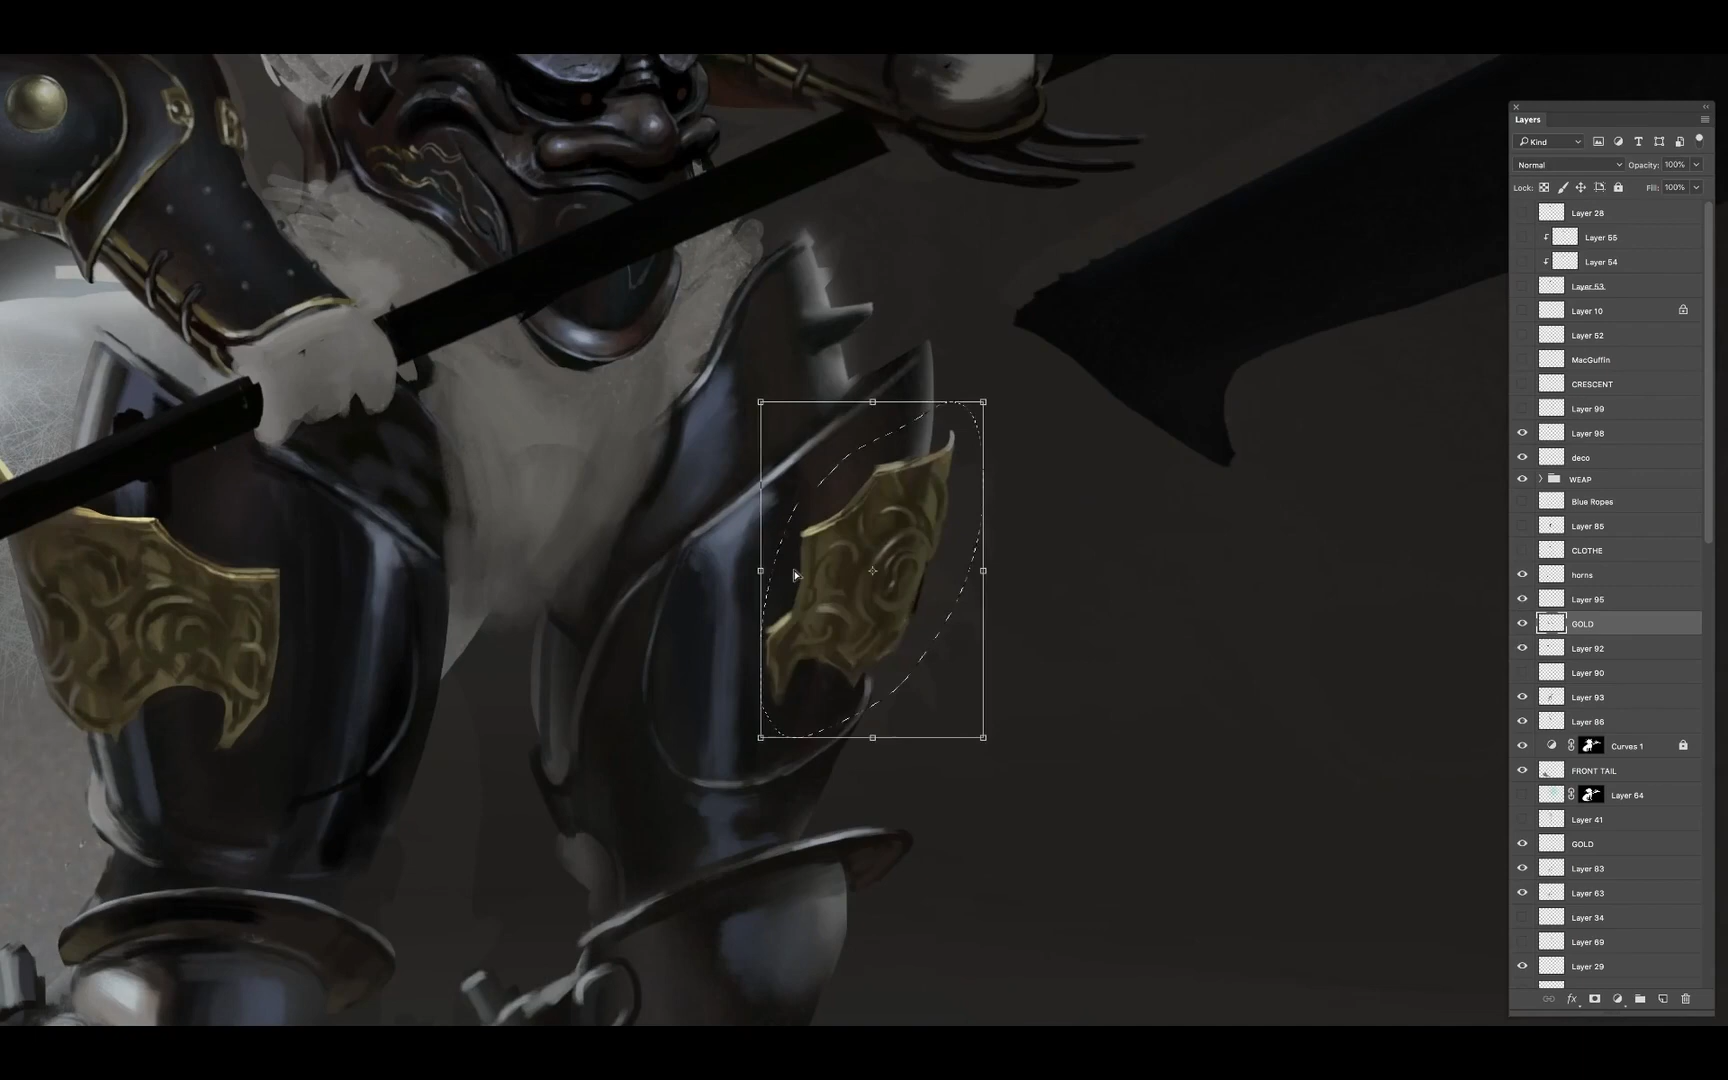 Layers
Kind
Normal Opacity: 100%
Lock: Fill: 100%
Layer 28
Layer 55
Layer 54
Layer 53
Layer 10
Layer 52
MacGuffin
CRESCENT
Layer 99
Layer 98
deco
WEAP
Blue Ropes
Layer 85
CLOTHE
horns
Layer 95
GOLD
Layer 92
Layer 90
Layer 93
Layer 86
Curves 1
FRONT TAIL
Layer 64
Layer 41
GOLD
Layer 83
Layer 63
Layer 34
Layer 69
Layer 29
fx